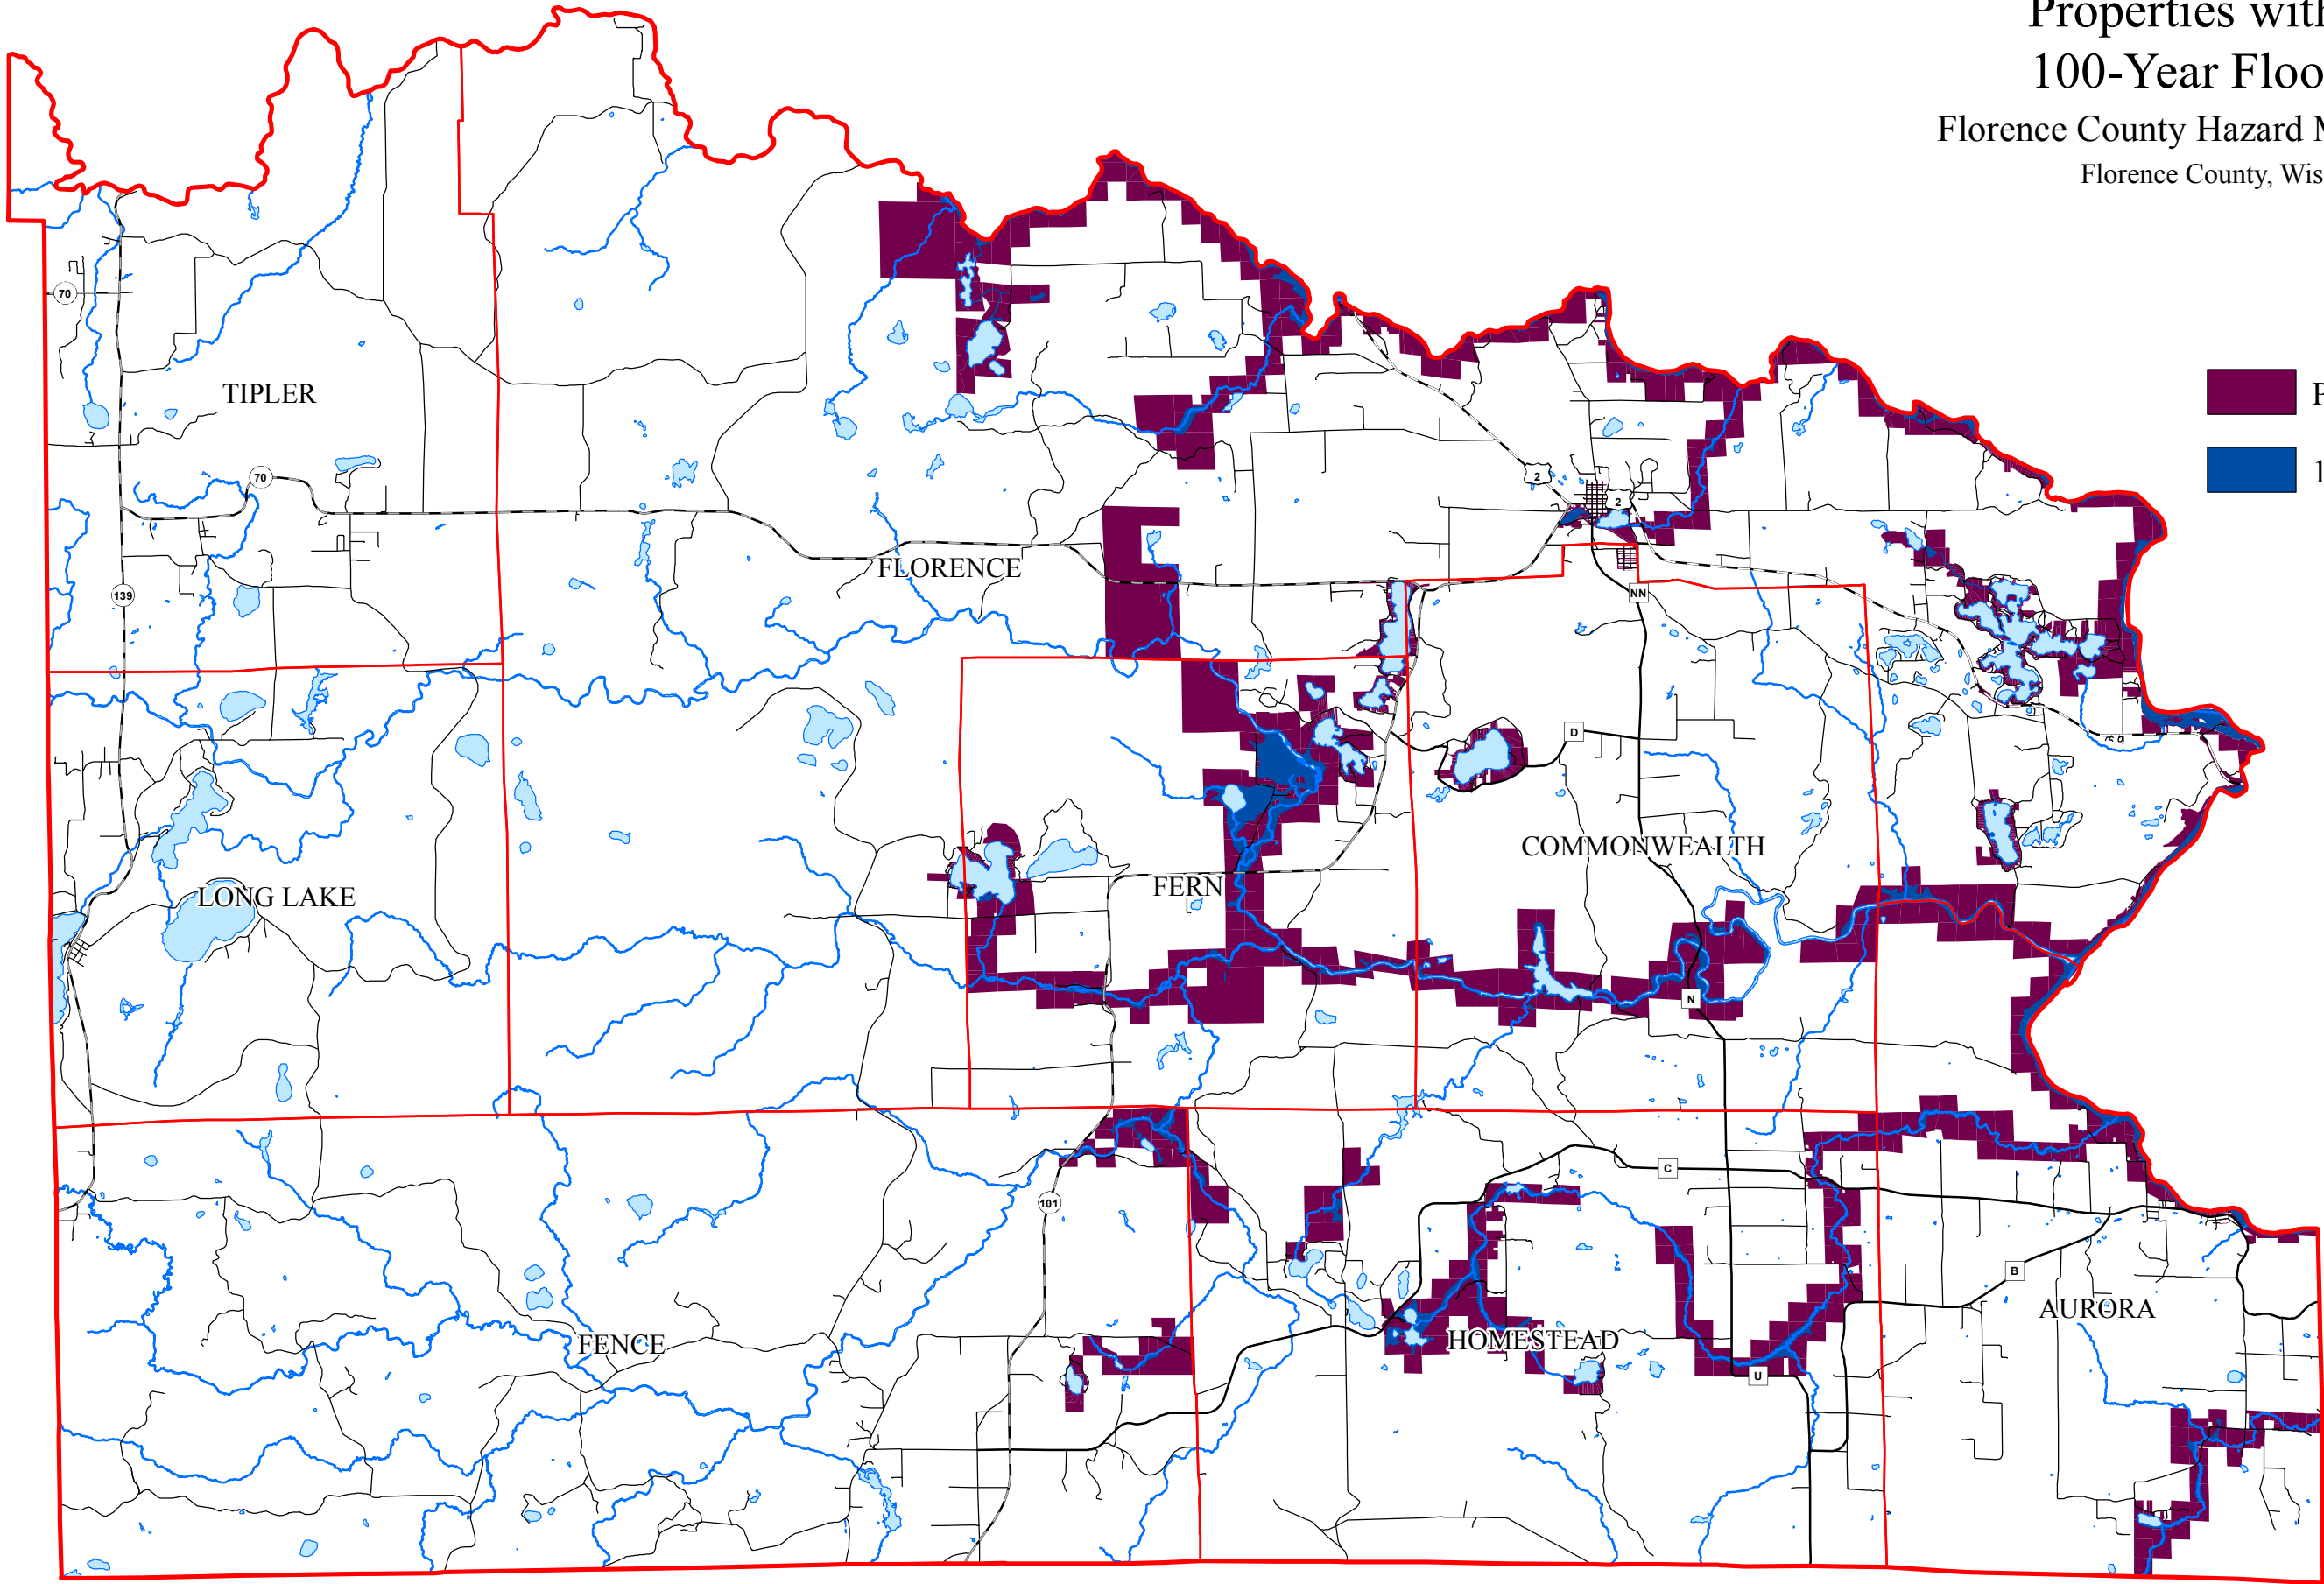 Properties with
100-Year Floo
Florence County Hazard M
Florence County, Wis
P
1
70
TIPLER
70
2
2
FLORENCE
139
NN
D
COMMONWEALTH
FERN
LONG LAKE
N
C
101
B
AURORA
FENCE
HOMESTEAD
U